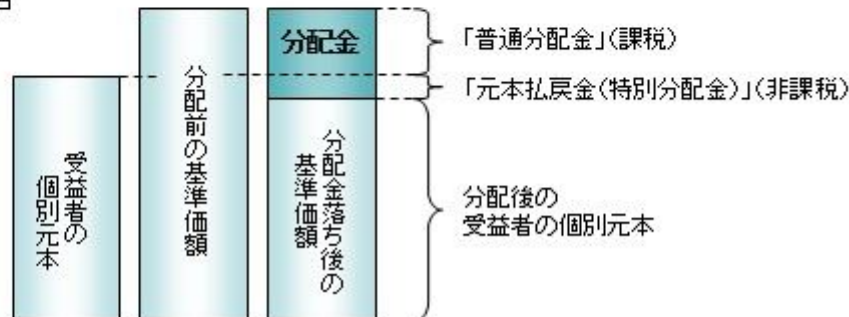 分配金
「普通分配金」(課税)
「元本払戻金(特別分配金)」(非課税)
受益者の
個別元本
分配前の基準価額
分配金落ち後の
基準価額
分配後の
受益者の個別元本